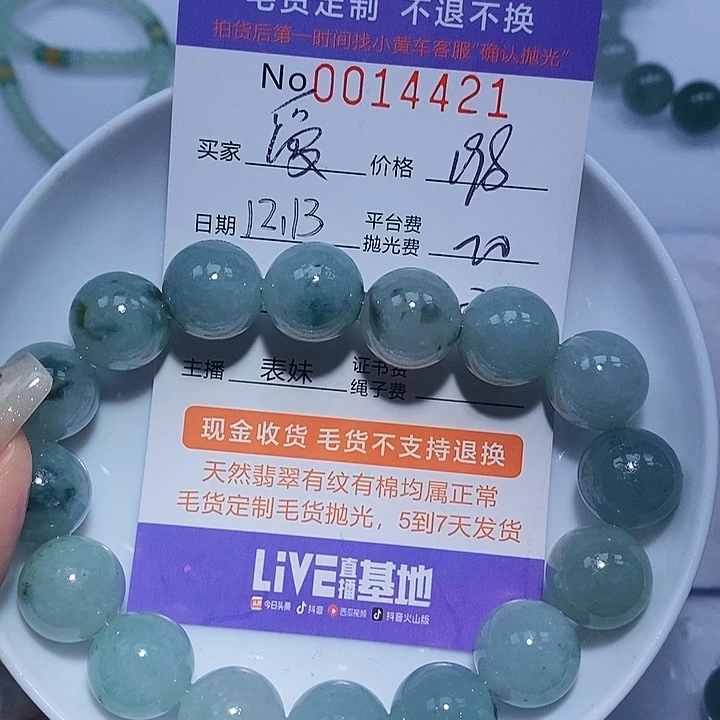 毛货定制 不退不换
拍货后第一时间找小黄车客服"确认抛光"
No 0014421
买家 价格 198
日期 12.13 平台费
抛光费 20
主播 表妹 证书费
绳子费
现金收货 毛货不支持退换
天然翡翠有纹有棉均属正常
毛货定制毛货抛光，5到7天发货
LiVE直播基地
头条 今日头条 抖音 西瓜视频 抖音火山版